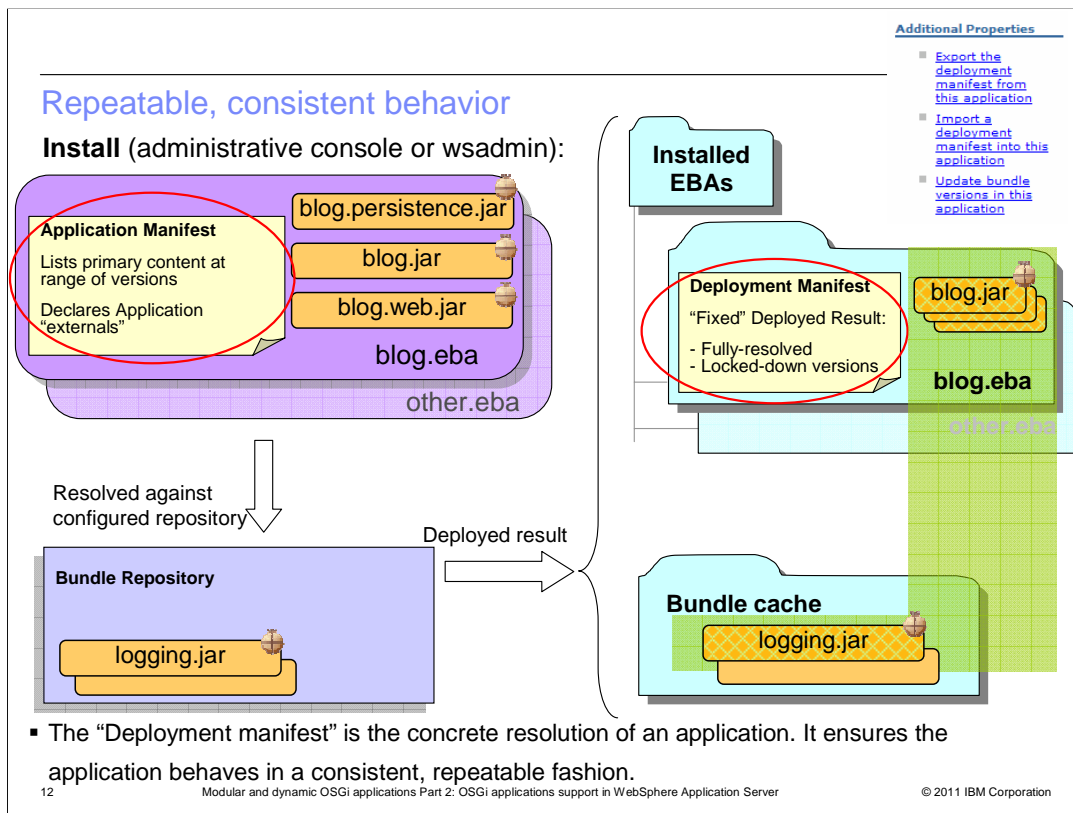 Additional Properties
Export the
deployment
manifest from
this application
Import a
deployment
manifest into this
application
Update bundle
versions in this
application
Repeatable, consistent behavior
Install (administrative console or wsadmin):
Application Manifest
Lists primary content at
range of versions
Declares Application
“externals”
blog.persistence.jar
blog.jar
blog.web.jar
blog.eba
other.eba
Resolved against
configured repository
Bundle Repository
logging.jar
Deployed result
Installed
EBAs
Deployment Manifest
“Fixed” Deployed Result:
- Fully-resolved
- Locked-down versions
blog.jar
blog.eba
other.eba
Bundle cache
logging.jar
▪ The “Deployment manifest” is the concrete resolution of an application. It ensures the
application behaves in a consistent, repeatable fashion.
12
Modular and dynamic OSGi applications Part 2: OSGi applications support in WebSphere Application Server
© 2011 IBM Corporation